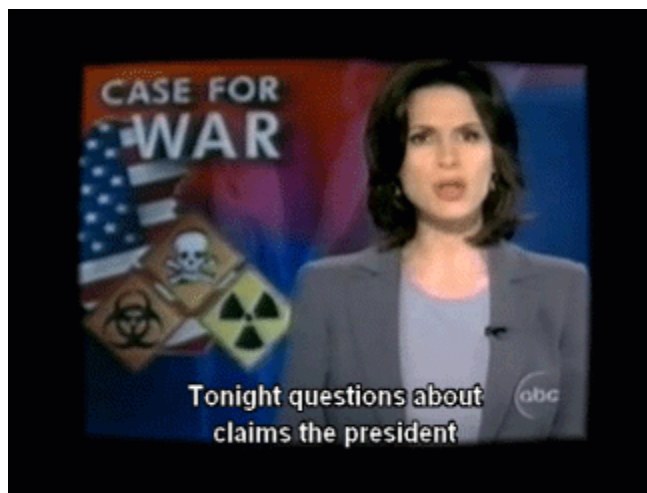 CASE FOR
WAR
abc
Tonight questions about
claims the president